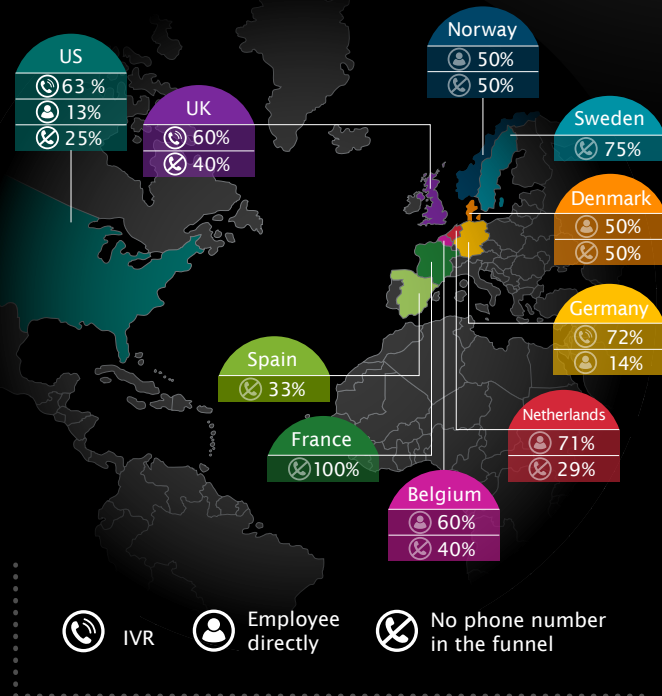 US
63 %
13%
25%
UK
60%
40%
Norway
50%
50%
Sweden
75%
Denmark
50%
50%
Germany
72%
14%
Spain
33%
France
100%
Netherlands
71%
29%
Belgium
60%
40%
IVR
Employee
directly
No phone number
in the funnel